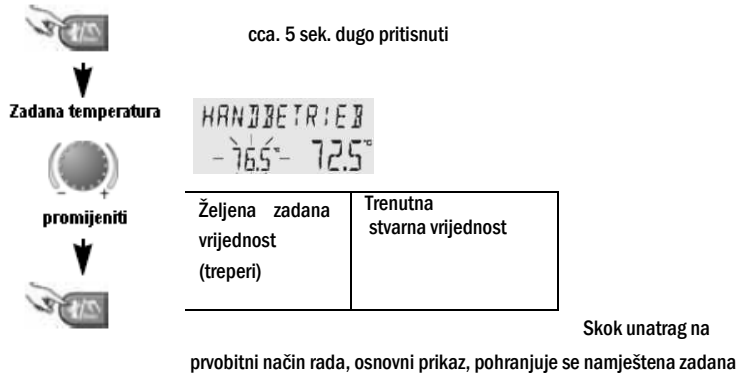 cca. 5 sek. dugo pritisnuti
Zadana temperatura
HANDBETRIEB
76.5° 72.5°
- +
promijeniti
Željena zadana
vrijednost
(treperi)
Trenutna
stvarna vrijednost
Skok unatrag na
prvobitni način rada, osnovni prikaz, pohranjuje se namještena zadana